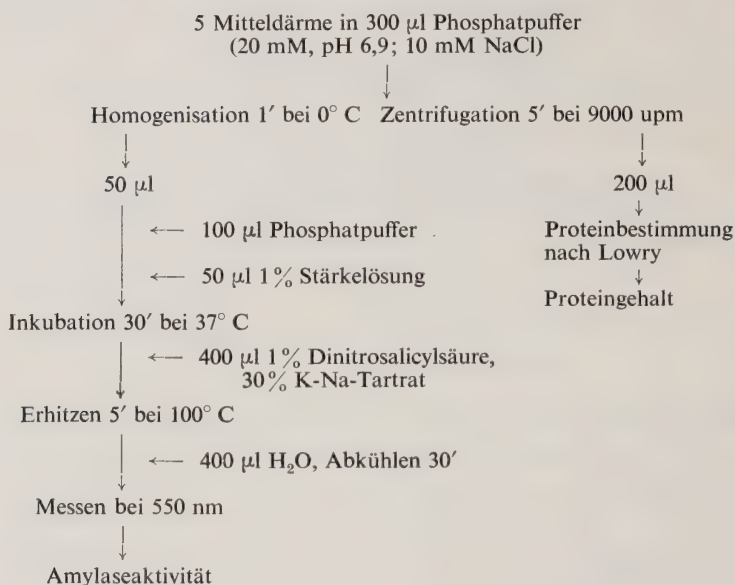 5 Mitteldärme in 300 µl Phosphatpuffer
(20 mM, pH 6,9; 10 mM NaCl)
Homogenisation 1′ bei 0° C Zentrifugation 5′ bei 9000 upm
50 µl
200 µl
100 µl Phosphatpuffer
50 µl 1% Stärkelösung
Proteinbestimmung
nach Lowry
Proteingehalt
Inkubation 30′ bei 37° C
400 µl 1% Dinitrosalicylsäure,
30% K-Na-Tartrat
Erhitzen 5′ bei 100° C
400 µl H₂O, Abkühlen 30′
Messen bei 550 nm
Amylaseaktivität